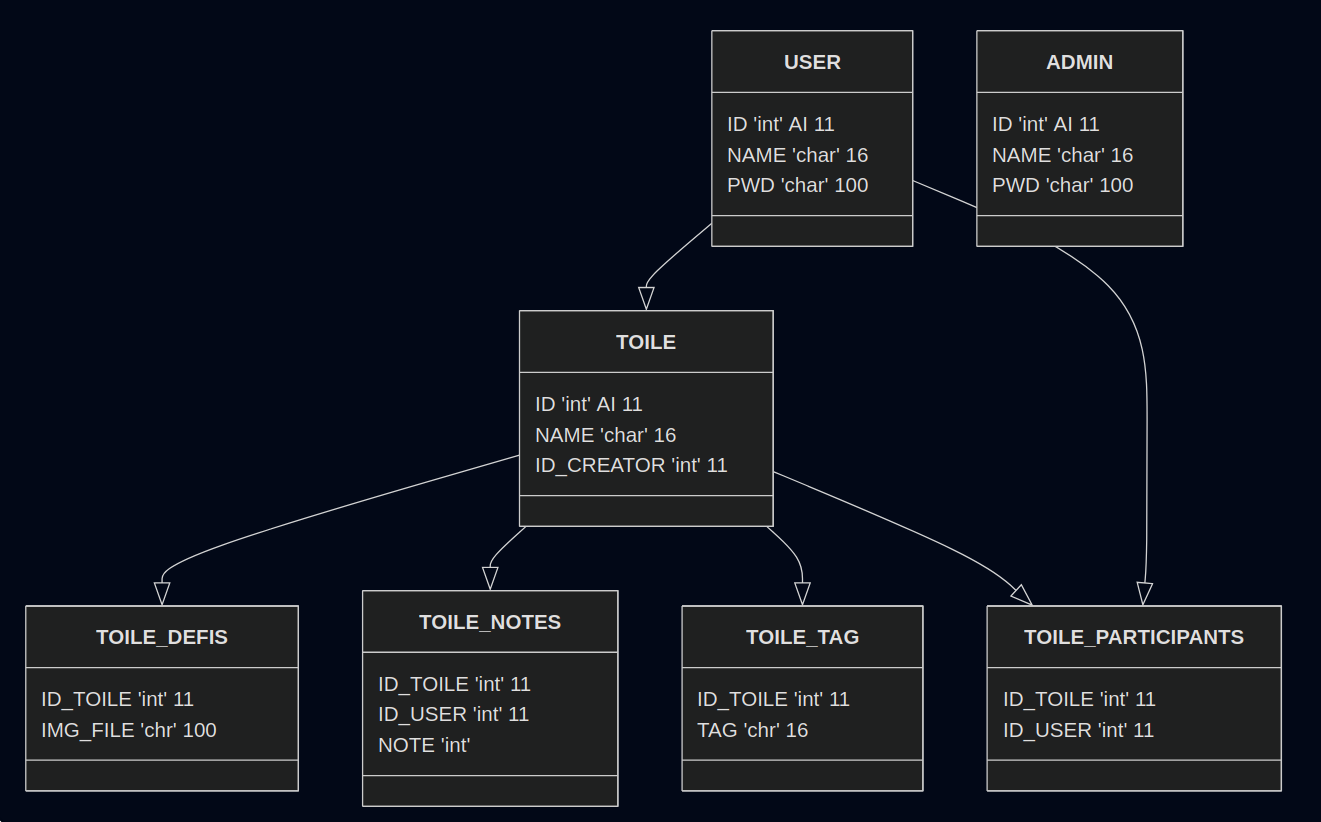 USER
ID 'int' AI 11
NAME 'char' 16
PWD 'char' 100
ADMIN
ID 'int' AI 11
NAME 'char' 16
PWD 'char' 100
TOILE
ID 'int' AI 11
NAME 'char' 16
ID_CREATOR 'int' 11
TOILE_DEFIS
ID_TOILE 'int' 11
IMG_FILE 'chr' 100
TOILE_NOTES
ID_TOILE 'int' 11
ID_USER 'int' 11
NOTE 'int'
TOILE_TAG
ID_TOILE 'int' 11
TAG 'chr' 16
TOILE_PARTICIPANTS
ID_TOILE 'int' 11
ID_USER 'int' 11